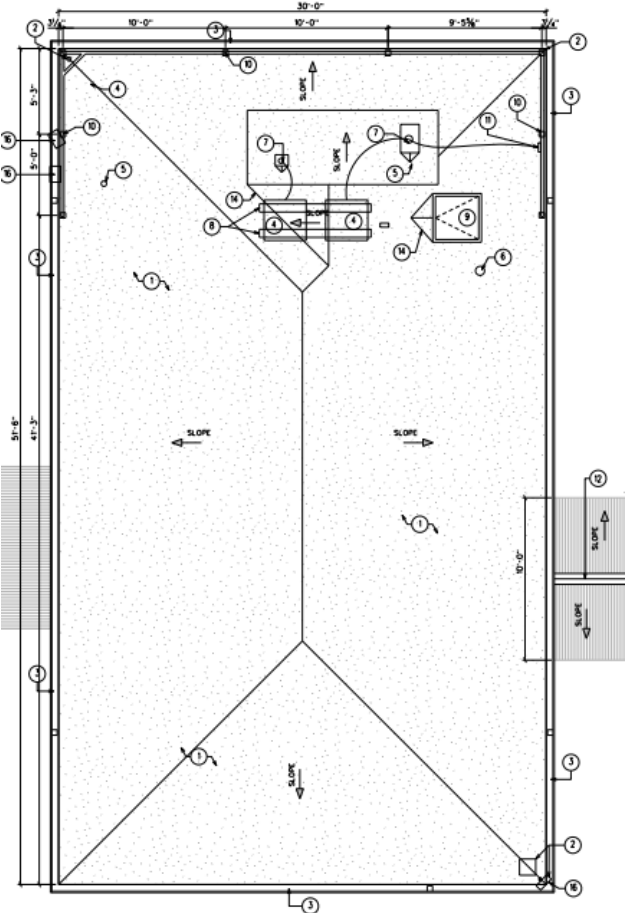 30'-0"
3¼" 10'-0" 3 10'-0" 9'-5⅝" 3¼"
2 2
10
SLOPE
4 3
5'-3"
10 10
11
16 7 7
SLOPE
5'-0"
16 5 5
14
8 4 SLOPE 4 9
14
3 6
1
51'-6" 41'-3"
SLOPE SLOPE
12
1
10'-0" SLOPE
SLOPE
3
1
SLOPE 3
2
16
3